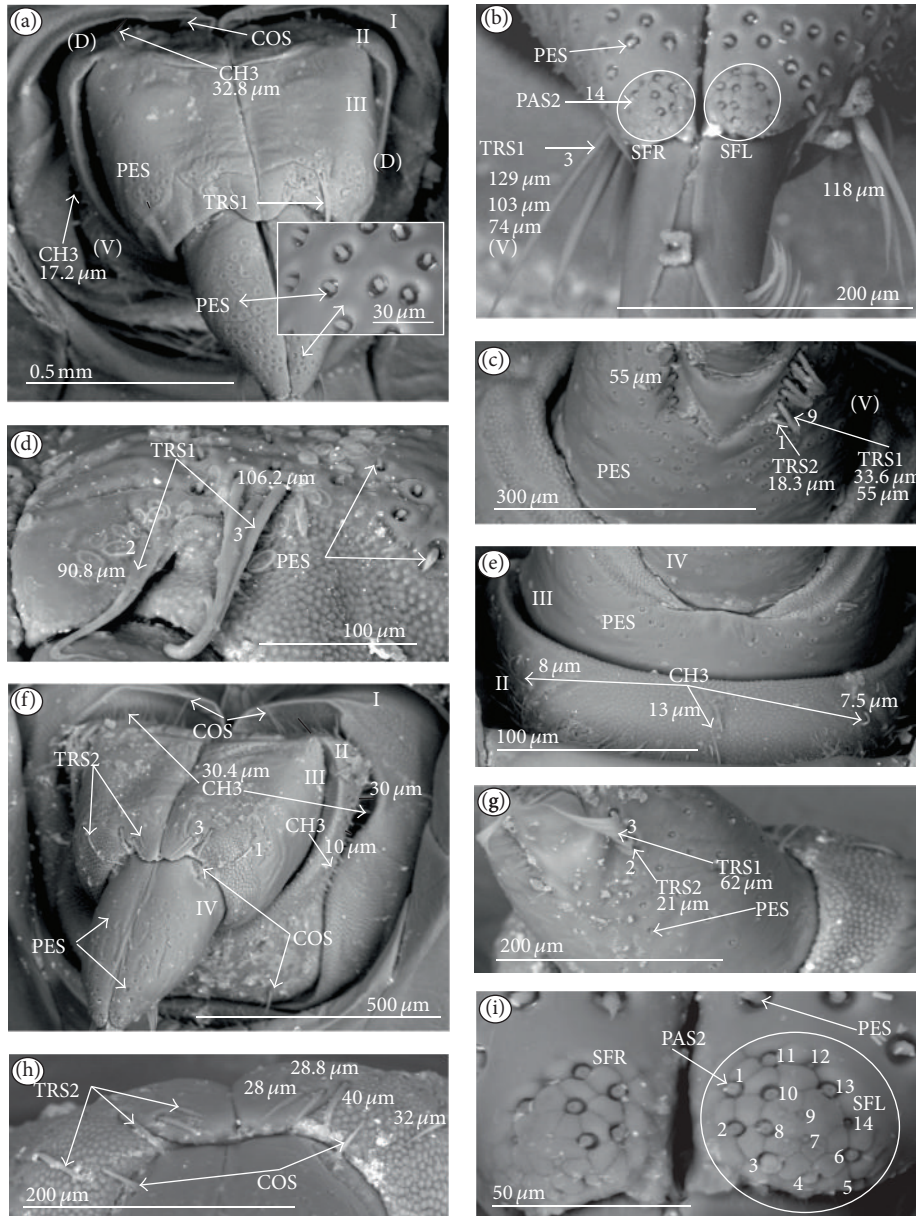 (a)
I
COS
(D)
II
CH3
32.8 μm
III
PES
(D)
TRS1
(V)
CH3
17.2 μm
PES
30 μm
0.5 mm
(b)
PES
14
PAS2
TRS1
SFR
SFL
3
129 μm
118 μm
103 μm
74 μm
(V)
200 μm
(c)
55 μm
(V)
9
1
PES
TRS2
TRS1
18.3 μm
33.6 μm
55 μm
300 μm
(d)
TRS1
106.2 μm
3
2
PES
90.8 μm
100 μm
(e)
IV
III
PES
8 μm
CH3
II
7.5 μm
13 μm
100 μm
(f)
I
COS
TRS2
II
30.4 μm
III
CH3
30 μm
3
CH3
1
10 μm
IV
PES
COS
500 μm
(g)
3
2
TRS1
TRS2
62 μm
21 μm
PES
200 μm
(h)
28.8 μm
TRS2
28 μm
40 μm
32 μm
COS
200 μm
(i)
PES
SFR
PAS2
11 12
1
13
10
SFL
9
14
2
8
7
6
3
4
5
50 μm